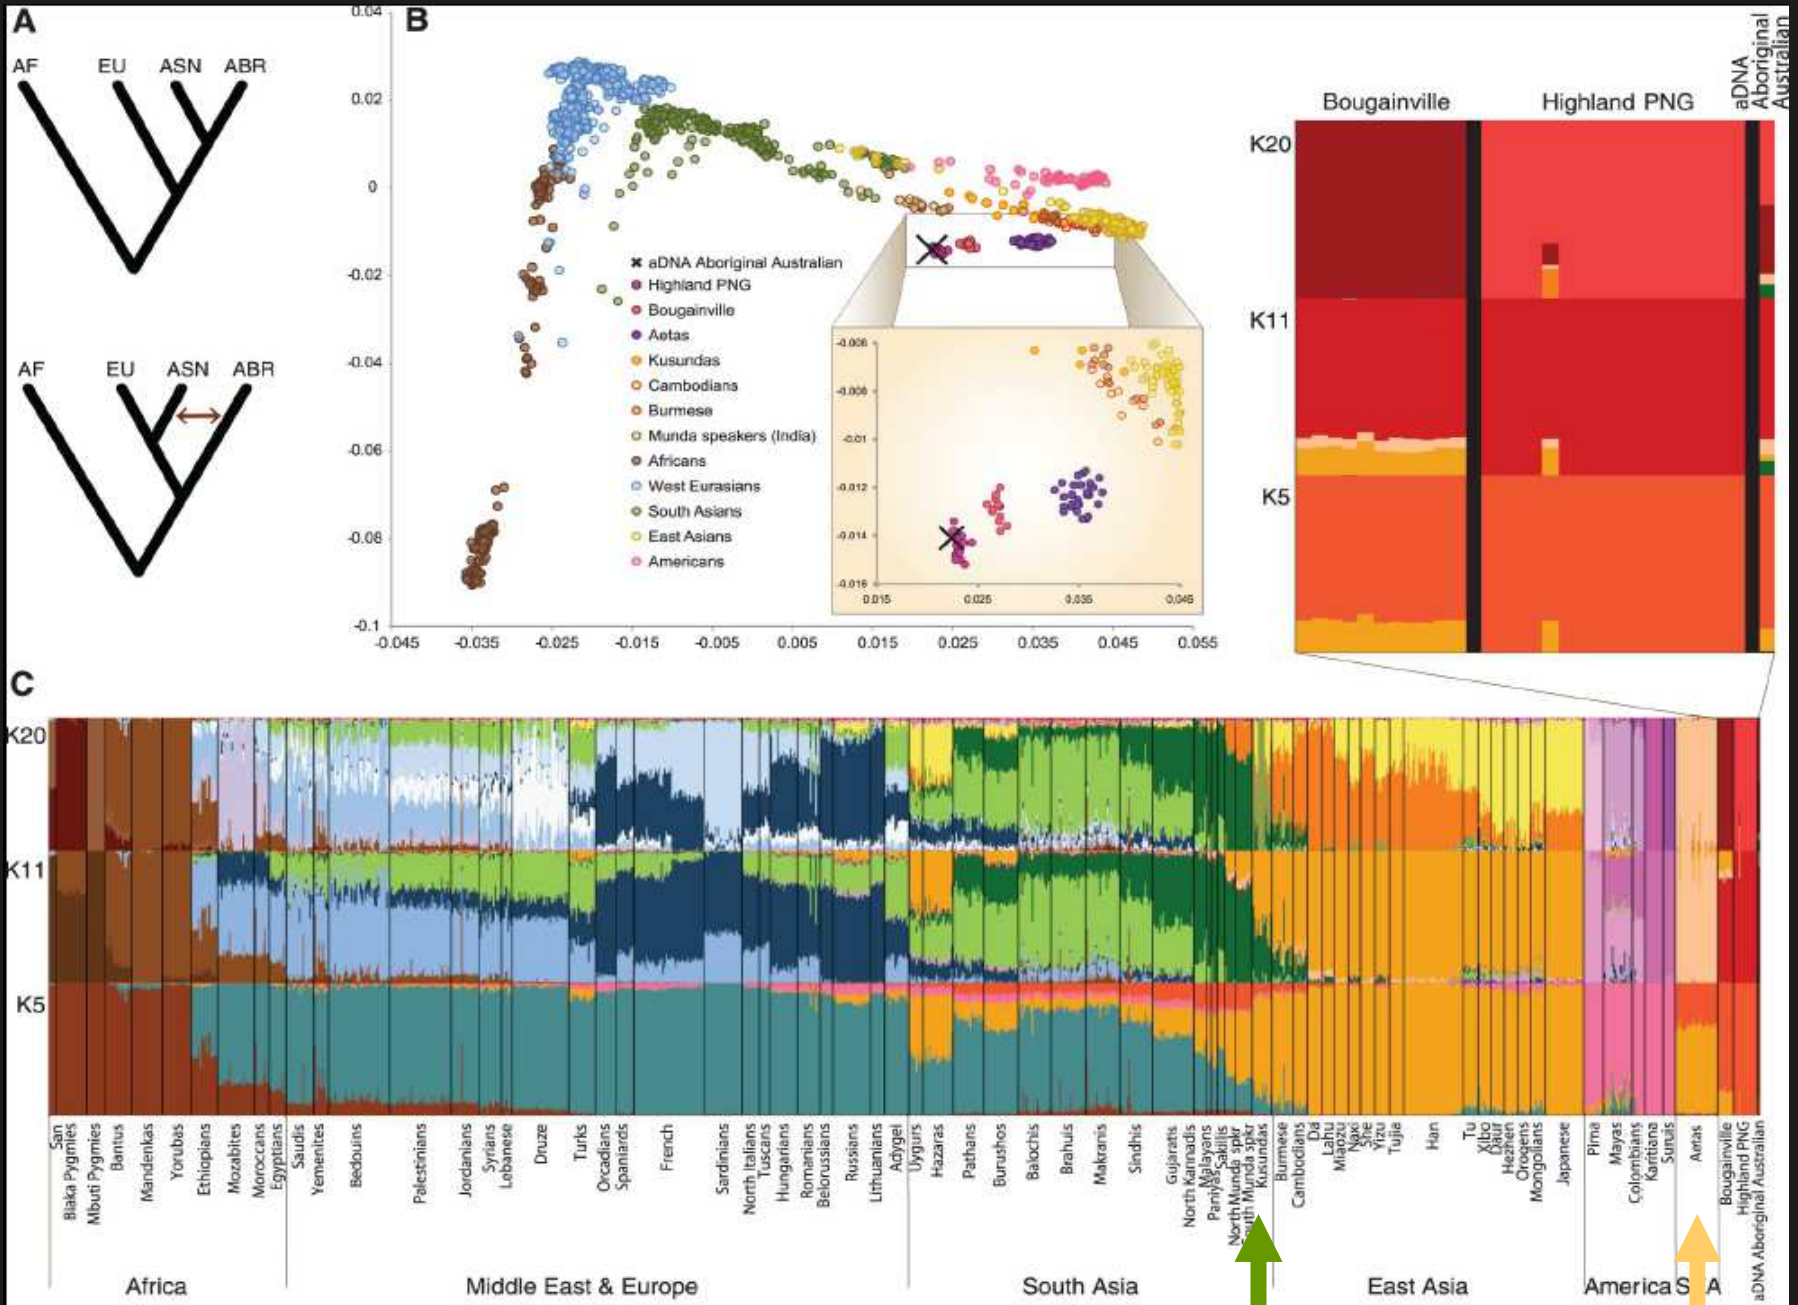 A
AF EU ASN ABR
AF EU ASN ABR
B
0.04
0.02
0
-0.02
-0.04
-0.06
-0.08
-0.1
-0.045 -0.035 -0.025 -0.015 -0.005 0.005 0.015 0.025 0.035 0.045 0.055
aDNA Aboriginal Australian
Highland PNG
Bougainville
Aetas
Kusundas
Cambodians
Burmese
Munda speakers (India)
Africans
West Eurasians
South Asians
East Asians
Americans
-0.006
-0.008
-0.01
-0.012
-0.014
-0.016
0.015 0.025 0.035 0.045
Bougainville
Highland PNG
aDNA
Aboriginal
Australian
K20
K11
K5
C
K20
K11
K5
San
Biaka Pygmies
Mbuti Pygmies
Bantus
Mandenkas
Yorubas
Ethiopians
Mozabites
Moroccans
Egyptians
Saudis
Yemenites
Bedouins
Palestinians
Jordanians
Syrians
Lebanese
Druze
Turks
Orcadians
Spaniards
French
Sardinians
North Italians
Tuscans
Hungarians
Romanians
Belorussians
Russians
Lithuanians
Adygei
Uygurs
Hazaras
Pathans
Burushos
Balochis
Brahuis
Makranis
Sindhis
Gujaratis
North Kannadis
Malayans
Paniyas
Sakillis
North Munda spkr
South Munda spkr
Kusundas
Burmese
Cambodians
Dai
Lahu
Miaozu
Naxi
She
Yizu
Tujia
Han
Tu
Xibo
Daur
Hezhen
Oroqens
Mongolians
Japanese
Pima
Mayas
Colombians
Karitiana
Suruis
Aetas
Bougainville
Highland PNG
aDNA Aboriginal Australian
Africa
Middle East & Europe
South Asia
East Asia
America